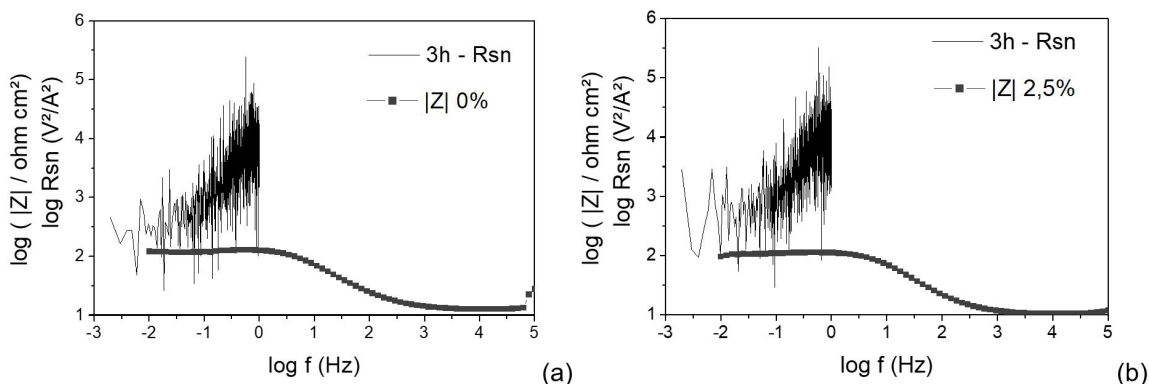 log ( |Z| / ohm cm²)
log Rsn (V²/A²)
6
5
4
3
2
1
3h - Rsn
|Z| 0%
-3 -2 -1 0 1 2 3 4 5
log f (Hz)
(a)
log ( |Z| / ohm cm²)
log Rsn (V²/A²)
6
5
4
3
2
1
3h - Rsn
|Z| 2,5%
-3 -2 -1 0 1 2 3 4 5
log f (Hz)
(b)